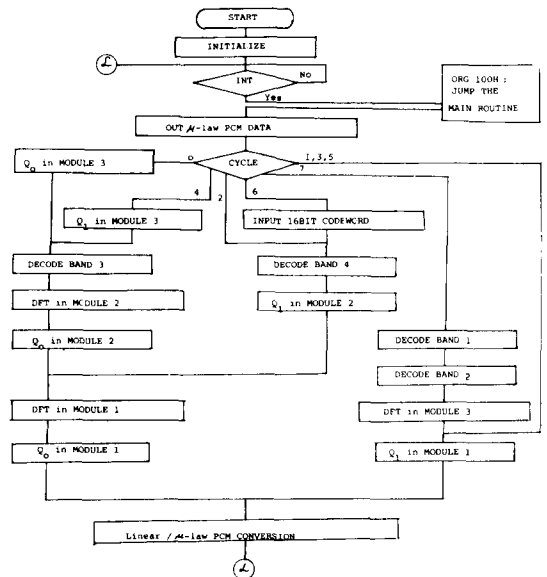 START
INITIALIZE
ℒ
INT
No
Yes
ORG 100H :
JUMP THE
MAIN ROUTINE
OUT μ-law PCM DATA
Q₀ in MODULE 3
0
CYCLE
1,3,5
7
4
2
6
Q₁ in MODULE 3
INPUT 16BIT CODEWORD
DECODE BAND 3
DECODE BAND 4
DFT in MODULE 2
Q₁ in MODULE 2
Q₀ in MODULE 2
DECODE BAND 1
DECODE BAND 2
DFT in MODULE 1
DFT in MODULE 3
Q₀ in MODULE 1
Q₁ in MODULE 1
Linear /μ-law PCM CONVERSION
ℒ